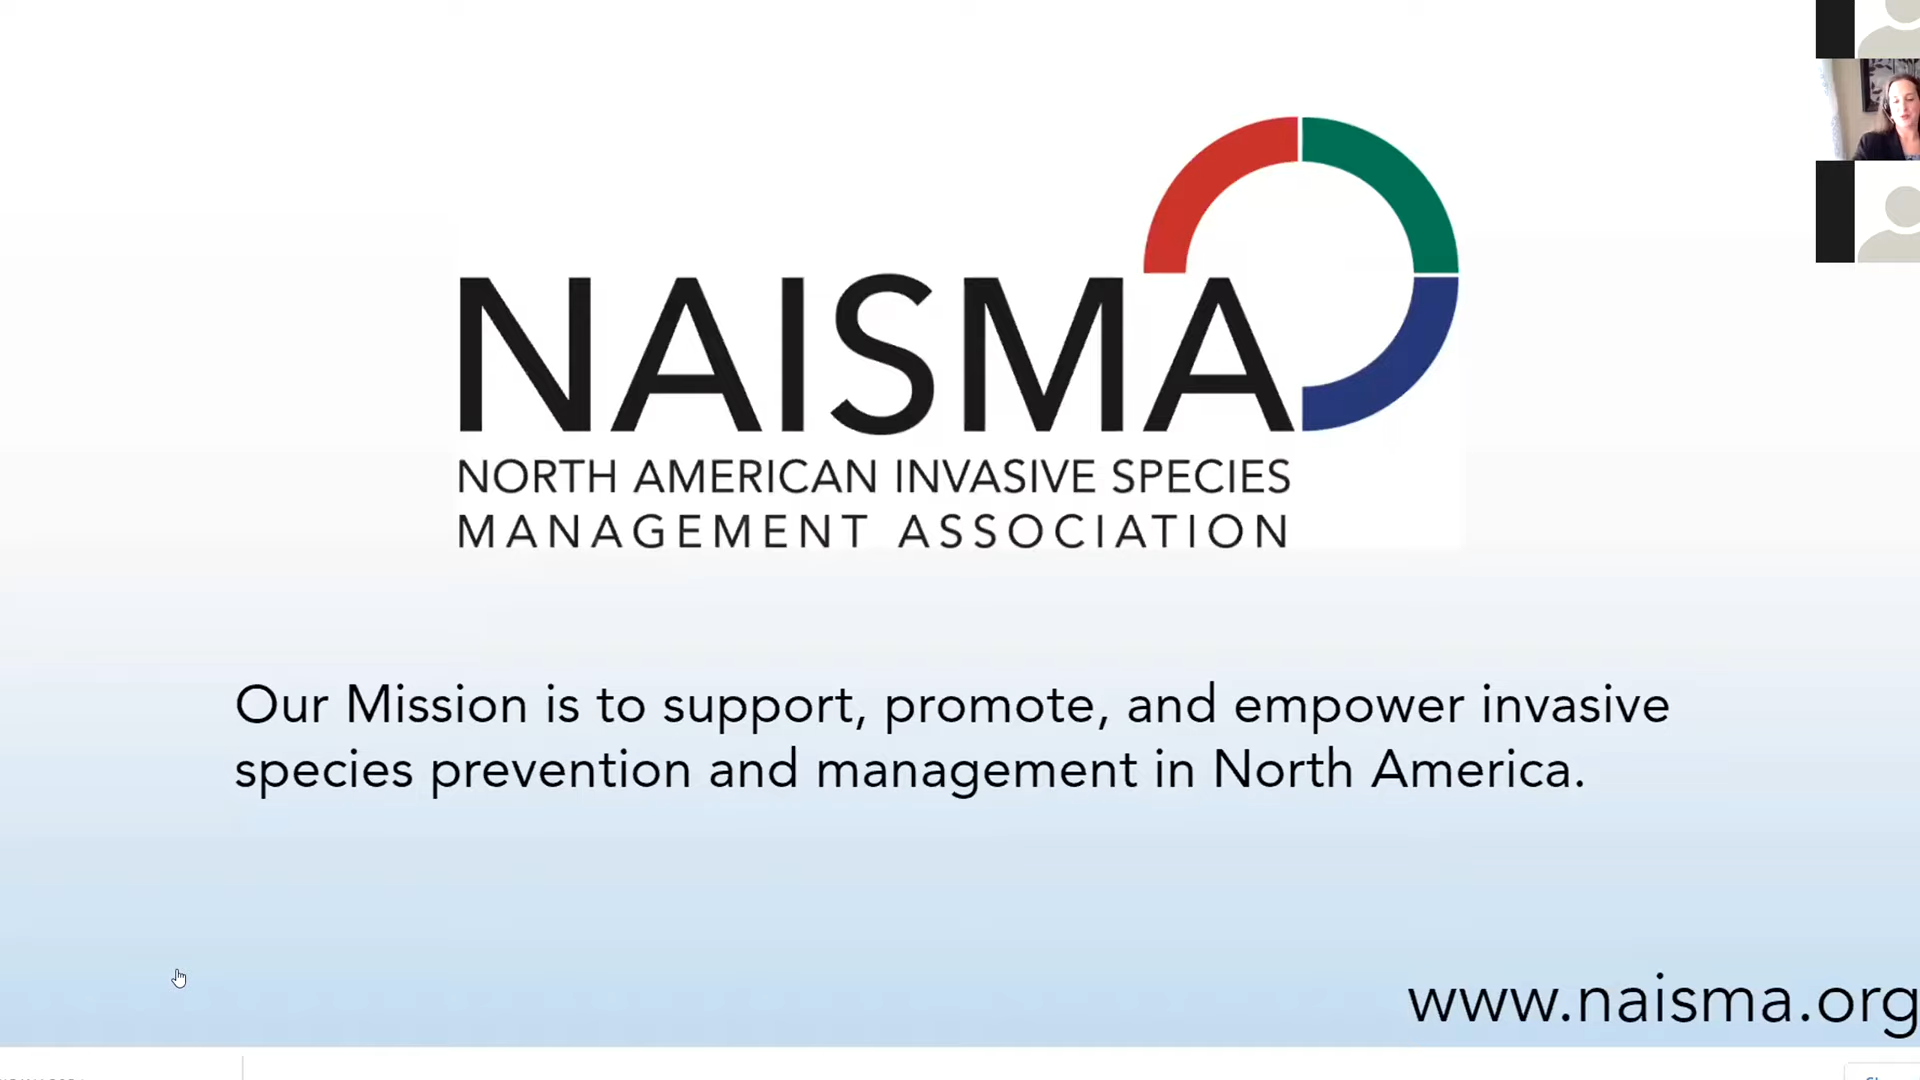 NAISMA
NORTH AMERICAN INVASIVE SPECIES
MANAGEMENT ASSOCIATION
Our Mission is to support, promote, and empower invasive
species prevention and management in North America.
www.naisma.org